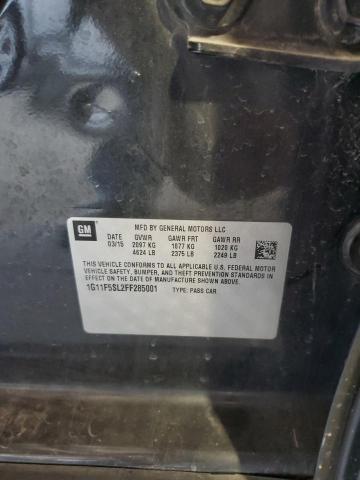 GM
MFD BY GENERAL MOTORS LLC
DATE GVWR GAWR FRT GAWR RR
03/15 2097 KG 1077 KG 1020 KG
4624 LB 2375 LB 2249 LB
THIS VEHICLE CONFORMS TO ALL APPLICABLE U.S. FEDERAL MOTOR
VEHICLE SAFETY, BUMPER, AND THEFT PREVENTION STANDARDS IN
EFFECT ON THE DATE OF MANUFACTURE SHOWN ABOVE.
1G11F5SL2FF285001 TYPE: PASS CAR